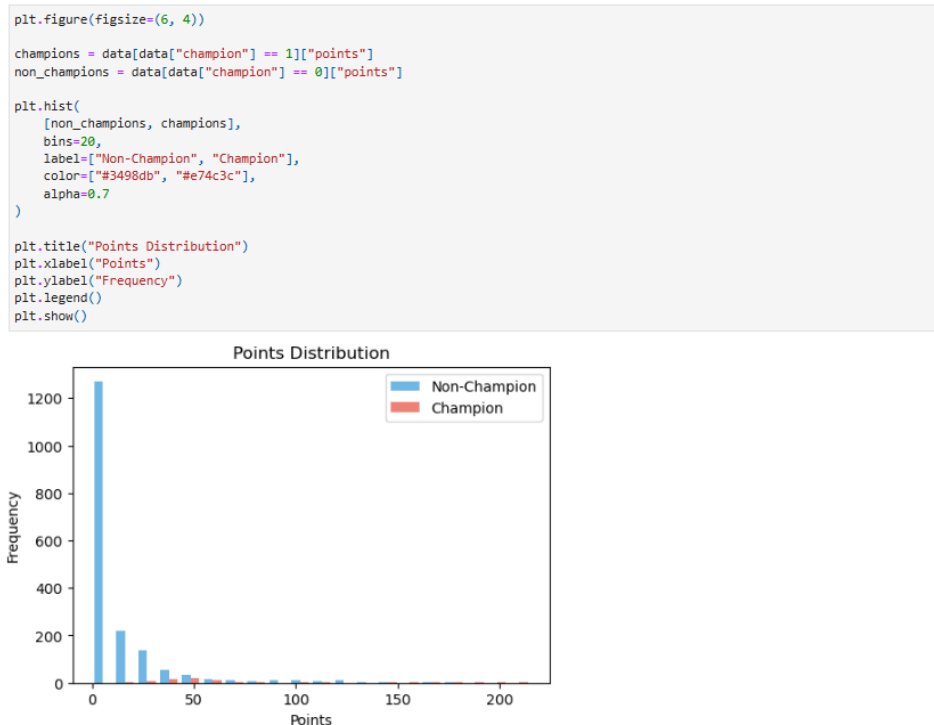 plt.figure(figsize=(6, 4))
champions = data[data["champion"] == 1]["points"]
non_champions = data[data["champion"] == 0]["points"]
plt.hist(
    [non_champions, champions],
    bins=20,
    label=["Non-Champion", "Champion"],
    color=["#3498db", "#e74c3c"],
    alpha=0.7
)
plt.title("Points Distribution")
plt.xlabel("Points")
plt.ylabel("Frequency")
plt.legend()
plt.show()
Points Distribution
Non-Champion
Champion
1200
1000
800
600
400
200
0
Frequency
0 50 100 150 200
Points